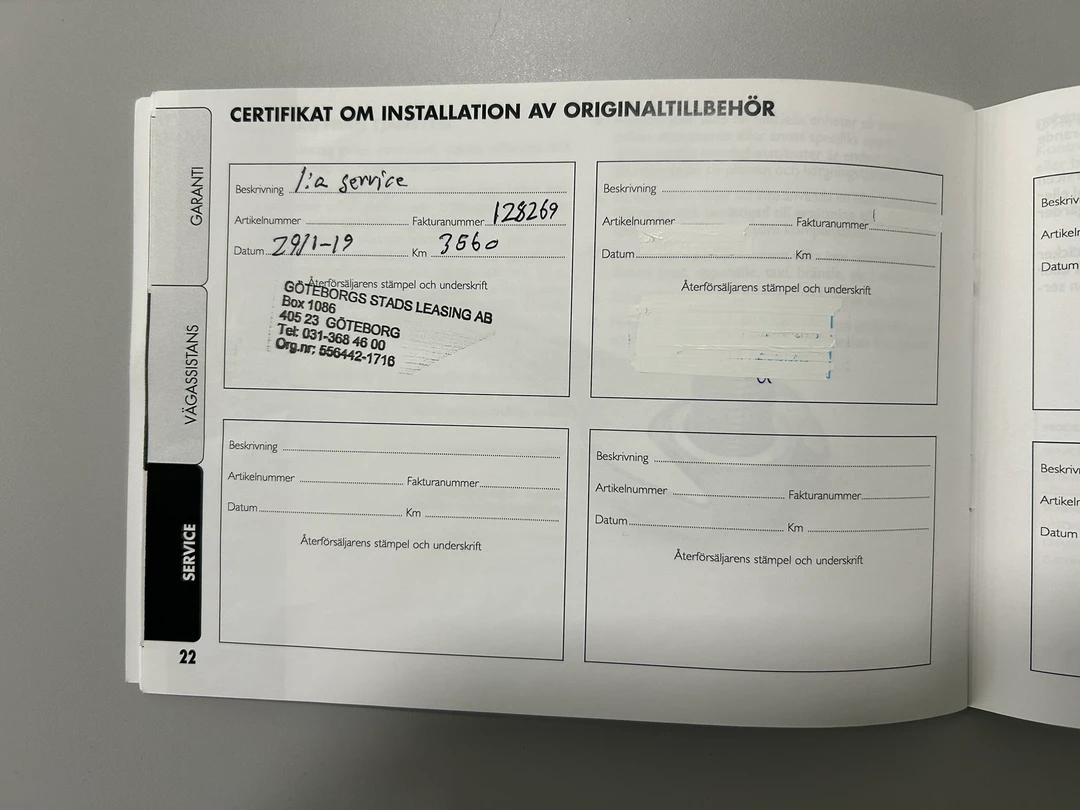 CERTIFIKAT OM INSTALLATION AV ORIGINALTILLBEHÖR
GARANTI
VÄGASSISTANS
SERVICE
22
Beskrivning 1:a service
Artikelnummer Fakturanummer 128269
Datum 29/1-19 Km 3560
Återförsäljarens stämpel och underskrift
GÖTEBORGS STADS LEASING AB
Box 1086
405 23 GÖTEBORG
Tel: 031-368 46 00
Org.nr: 556442-1716
Beskrivning
Artikelnummer Fakturanummer
Datum Km
Återförsäljarens stämpel och underskrift
Beskrivning
Artikelnummer Fakturanummer
Datum Km
Återförsäljarens stämpel och underskrift
Beskrivning
Artikelnummer Fakturanummer
Datum Km
Återförsäljarens stämpel och underskrift
Beskriv
Artikelr
Datum
Beskriv
Artikelr
Datum